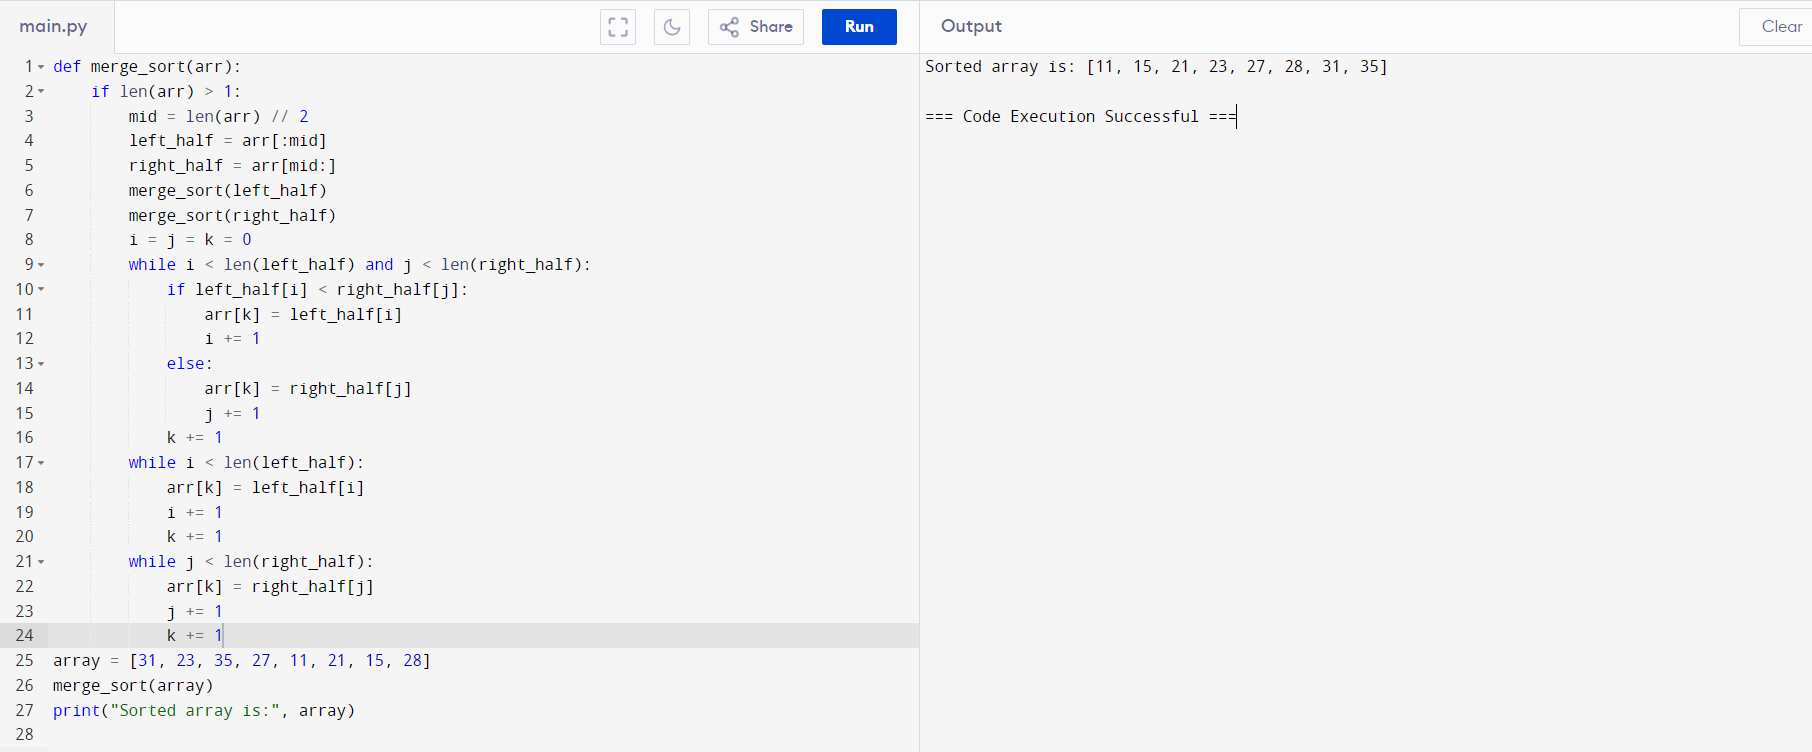 main.py
Share
Run
Output
Clear
1 def merge_sort(arr):
2     if len(arr) > 1:
3         mid = len(arr) // 2
4         left_half = arr[:mid]
5         right_half = arr[mid:]
6         merge_sort(left_half)
7         merge_sort(right_half)
8         i = j = k = 0
9         while i < len(left_half) and j < len(right_half):
10             if left_half[i] < right_half[j]:
11                 arr[k] = left_half[i]
12                 i += 1
13             else:
14                 arr[k] = right_half[j]
15                 j += 1
16             k += 1
17         while i < len(left_half):
18             arr[k] = left_half[i]
19             i += 1
20             k += 1
21         while j < len(right_half):
22             arr[k] = right_half[j]
23             j += 1
24             k += 1
25 array = [31, 23, 35, 27, 11, 21, 15, 28]
26 merge_sort(array)
27 print("Sorted array is:", array)
28
Sorted array is: [11, 15, 21, 23, 27, 28, 31, 35]
=== Code Execution Successful ===